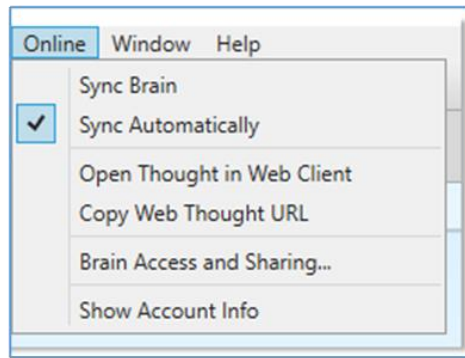 Online Window Help
Sync Brain
Sync Automatically
Open Thought in Web Client
Copy Web Thought URL
Brain Access and Sharing...
Show Account Info